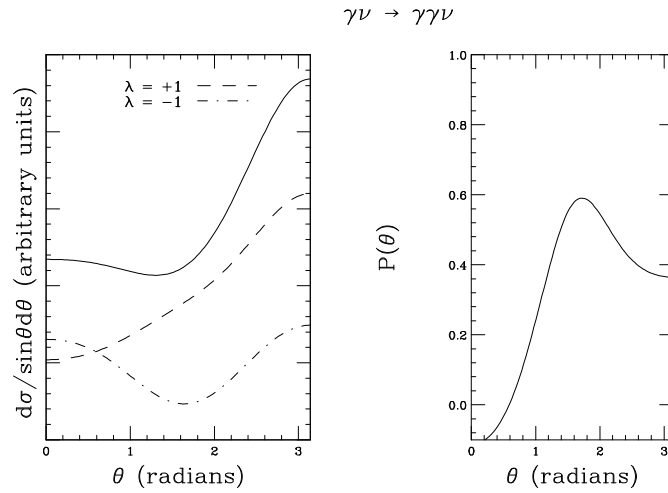 γν → γγν
dσ/sinθdθ (arbitrary units)
λ = +1
λ = −1
0 1 2 3
θ (radians)
P(θ)
1.0
0.8
0.6
0.4
0.2
0.0
0 1 2 3
θ (radians)